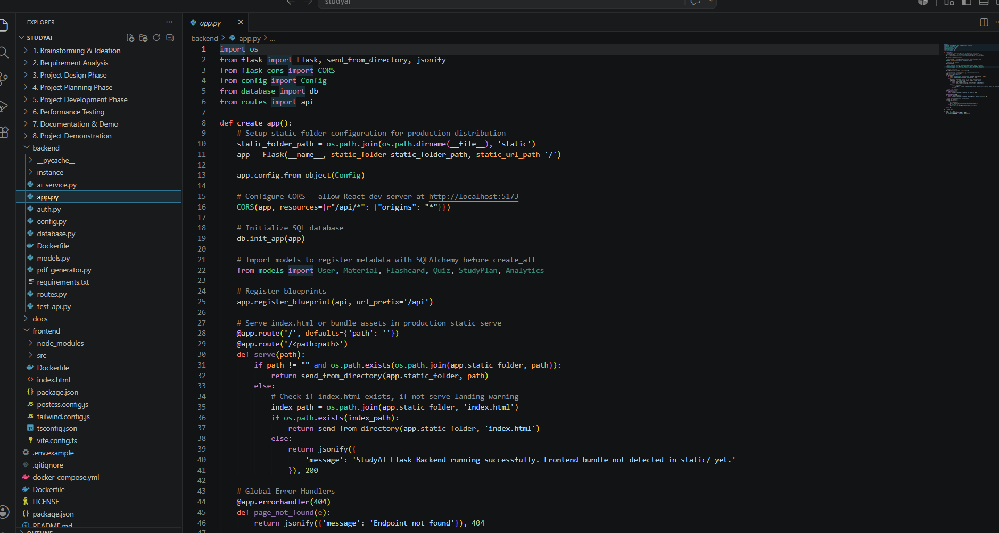 studyai
EXPLORER
STUDYAI
1. Brainstorming & Ideation
2. Requirement Analysis
3. Project Design Phase
4. Project Planning Phase
5. Project Development Phase
6. Performance Testing
7. Documentation & Demo
8. Project Demonstration
backend
__pycache__
instance
ai_service.py
app.py
auth.py
config.py
database.py
Dockerfile
models.py
pdf_generator.py
requirements.txt
routes.py
test_api.py
docs
frontend
node_modules
src
Dockerfile
index.html
package.json
postcss.config.js
tailwind.config.js
tsconfig.json
vite.config.ts
.env.example
.gitignore
docker-compose.yml
Dockerfile
LICENSE
package.json
README.md
OUTLINE
app.py
backend > app.py > ...
1 import os
2 from flask import Flask, send_from_directory, jsonify
3 from flask_cors import CORS
4 from config import Config
5 from database import db
6 from routes import api
7
8 def create_app():
9     # Setup static folder configuration for production distribution
10     static_folder_path = os.path.join(os.path.dirname(__file__), 'static')
11     app = Flask(__name__, static_folder=static_folder_path, static_url_path='/')
12
13     app.config.from_object(Config)
14
15     # Configure CORS - allow React dev server at http://localhost:5173
16     CORS(app, resources={r"/api/*": {"origins": "*"}})
17
18     # Initialize SQL database
19     db.init_app(app)
20
21     # Import models to register metadata with SQLAlchemy before create_all
22     from models import User, Material, Flashcard, Quiz, StudyPlan, Analytics
23
24     # Register blueprints
25     app.register_blueprint(api, url_prefix='/api')
26
27     # Serve index.html or bundle assets in production static serve
28     @app.route('/', defaults={'path': ''})
29     @app.route('/<path:path>')
30     def serve(path):
31         if path != "" and os.path.exists(os.path.join(app.static_folder, path)):
32             return send_from_directory(app.static_folder, path)
33         else:
34             # Check if index.html exists, if not serve landing warning
35             index_path = os.path.join(app.static_folder, 'index.html')
36             if os.path.exists(index_path):
37                 return send_from_directory(app.static_folder, 'index.html')
38             else:
39                 return jsonify({
40                     'message': 'StudyAI Flask Backend running successfully. Frontend bundle not detected in static/ yet.'
41                 }), 200
42
43     # Global Error Handlers
44     @app.errorhandler(404)
45     def page_not_found(e):
46         return jsonify({'message': 'Endpoint not found'}), 404
47